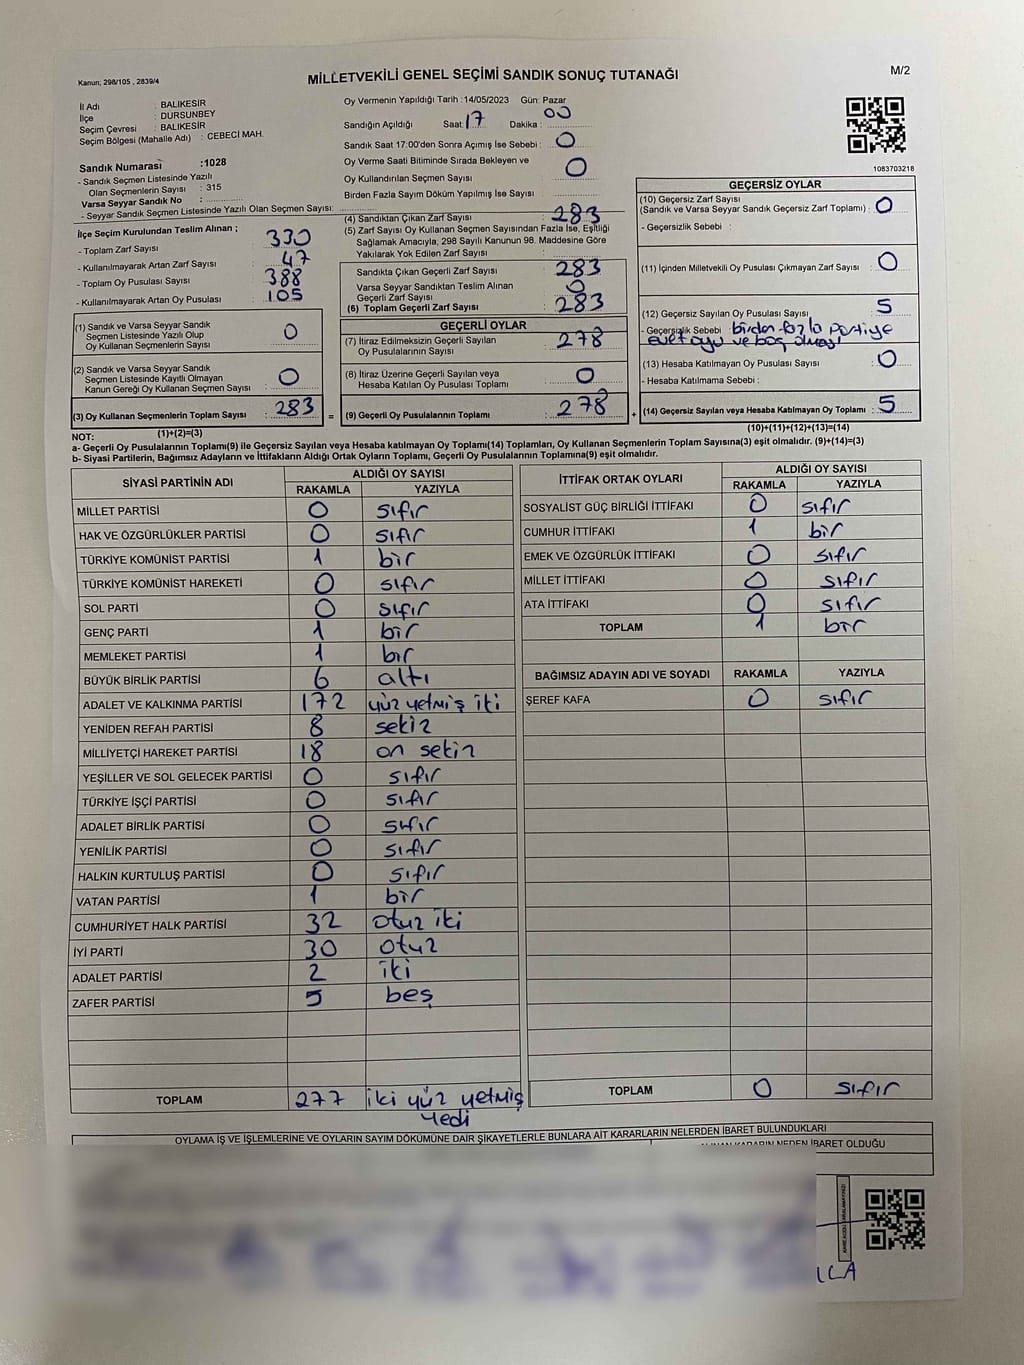 Kanun; 298/105 , 2839/4
MİLLETVEKİLİ GENEL SEÇİMİ SANDIK SONUÇ TUTANAĞI
M/2
İl Adı : BALIKESİR
İlçe : DURSUNBEY
Seçim Çevresi : BALIKESİR
Seçim Bölgesi (Mahalle Adı) : CEBECİ MAH.
Sandık Numarası :1028
- Sandık Seçmen Listesinde Yazılı
Olan Seçmenlerin Sayısı : 315
Varsa Seyyar Sandık No :
- Seyyar Sandık Seçmen Listesinde Yazılı Olan Seçmen Sayısı:
Oy Vermenin Yapıldığı Tarih :14/05/2023 Gün: Pazar
Sandığın Açıldığı Saat: 17 Dakika : 00
Sandık Saat 17:00'den Sonra Açımış İse Sebebi : 0
Oy Verme Saati Bitiminde Sırada Bekleyen ve
Oy Kullandırılan Seçmen Sayısı : 0
Birden Fazla Sayım Döküm Yapılmış İse Sayısı :
1083703218
İlçe Seçim Kurulundan Teslim Alınan ;
- Toplam Zarf Sayısı : 330
- Kullanılmayarak Artan Zarf Sayısı : 47
- Toplam Oy Pusulası Sayısı : 388
- Kullanılmayarak Artan Oy Pusulası : 105
(4) Sandıktan Çıkan Zarf Sayısı : 283
(5) Zarf Sayısı Oy Kullanan Seçmen Sayısından Fazla İse, Eşitliği
Sağlamak Amacıyla, 298 Sayılı Kanunun 98. Maddesine Göre
Yakılarak Yok Edilen Zarf Sayısı :
Sandıkta Çıkan Geçerli Zarf Sayısı : 283
Varsa Seyyar Sandıktan Teslim Alınan
Geçerli Zarf Sayısı : 0
(6) Toplam Geçerli Zarf Sayısı : 283
GEÇERSİZ OYLAR
(10) Geçersiz Zarf Sayısı
(Sandık ve Varsa Seyyar Sandık Geçersiz Zarf Toplamı) : 0
- Geçersizlik Sebebi :
(11) İçinden Milletvekili Oy Pusulası Çıkmayan Zarf Sayısı : 0
(12) Geçersiz Sayılan Oy Pusulası Sayısı : 5
- Geçersizlik Sebebi : birden fazla partiye
evet oyu ve boş olması
(13) Hesaba Katılmayan Oy Pusulası Sayısı : 0
- Hesaba Katılmama Sebebi :
(14) Geçersiz Sayılan veya Hesaba Katılmayan Oy Toplamı : 5
(10)+(11)+(12)+(13)=(14)
(1) Sandık ve Varsa Seyyar Sandık
Seçmen Listesinde Yazılı Olup
Oy Kullanan Seçmenlerin Sayısı : 0
(2) Sandık ve Varsa Seyyar Sandık
Seçmen Listesinde Kayıtlı Olmayan
Kanun Gereği Oy Kullanan Seçmen Sayısı : 0
(3) Oy Kullanan Seçmenlerin Toplam Sayısı : 283 =
(1)+(2)=(3)
GEÇERLİ OYLAR
(7) İtiraz Edilmeksizin Geçerli Sayılan
Oy Pusulalarının Sayısı : 278
(8) İtiraz Üzerine Geçerli Sayılan veya
Hesaba Katılan Oy Pusulası Toplamı : 0
(9) Geçerli Oy Pusulalarının Toplamı : 278 +
NOT:
a- Geçerli Oy Pusulalarının Toplamı(9) ile Geçersiz Sayılan veya Hesaba katılmayan Oy Toplamı(14) Toplamları, Oy Kullanan Seçmenlerin Toplam Sayısına(3) eşit olmalıdır. (9)+(14)=(3)
b- Siyasi Partilerin, Bağımsız Adayların ve İttifakların Aldığı Ortak Oyların Toplamı, Geçerli Oy Pusulalarının Toplamına(9) eşit olmalıdır.
SİYASİ PARTİNİN ADI ALDIĞI OY SAYISI
RAKAMLA YAZIYLA
MİLLET PARTİSİ 0 sıfır
HAK VE ÖZGÜRLÜKLER PARTİSİ 0 sıfır
TÜRKİYE KOMÜNİST PARTİSİ 1 bir
TÜRKİYE KOMÜNİST HAREKETİ 0 sıfır
SOL PARTİ 0 sıfır
GENÇ PARTİ 1 bir
MEMLEKET PARTİSİ 1 bir
BÜYÜK BİRLİK PARTİSİ 6 altı
ADALET VE KALKINMA PARTİSİ 172 yüz yetmiş iki
YENİDEN REFAH PARTİSİ 8 sekiz
MİLLİYETÇİ HAREKET PARTİSİ 18 on sekiz
YEŞİLLER VE SOL GELECEK PARTİSİ 0 sıfır
TÜRKİYE İŞÇİ PARTİSİ 0 sıfır
ADALET BİRLİK PARTİSİ 0 sıfır
YENİLİK PARTİSİ 0 sıfır
HALKIN KURTULUŞ PARTİSİ 0 sıfır
VATAN PARTİSİ 1 bir
CUMHURİYET HALK PARTİSİ 32 otuz iki
İYİ PARTİ 30 otuz
ADALET PARTİSİ 2 iki
ZAFER PARTİSİ 5 beş
TOPLAM 277 iki yüz yetmiş
yedi
İTTİFAK ORTAK OYLARI ALDIĞI OY SAYISI
RAKAMLA YAZIYLA
SOSYALİST GÜÇ BİRLİĞİ İTTİFAKI 0 sıfır
CUMHUR İTTİFAKI 1 bir
EMEK VE ÖZGÜRLÜK İTTİFAKI 0 sıfır
MİLLET İTTİFAKI 0 sıfır
ATA İTTİFAKI 0 sıfır
TOPLAM 1 bir
BAĞIMSIZ ADAYIN ADI VE SOYADI RAKAMLA YAZIYLA
ŞEREF KAFA 0 sıfır
TOPLAM 0 sıfır
OYLAMA İŞ VE İŞLEMLERİNE VE OYLARIN SAYIM DÖKÜMÜNE DAİR ŞİKAYETLERLE BUNLARA AİT KARARLARIN NELERDEN İBARET BULUNDUKLARI
KARARIN NEDEN İBARET OLDUĞU